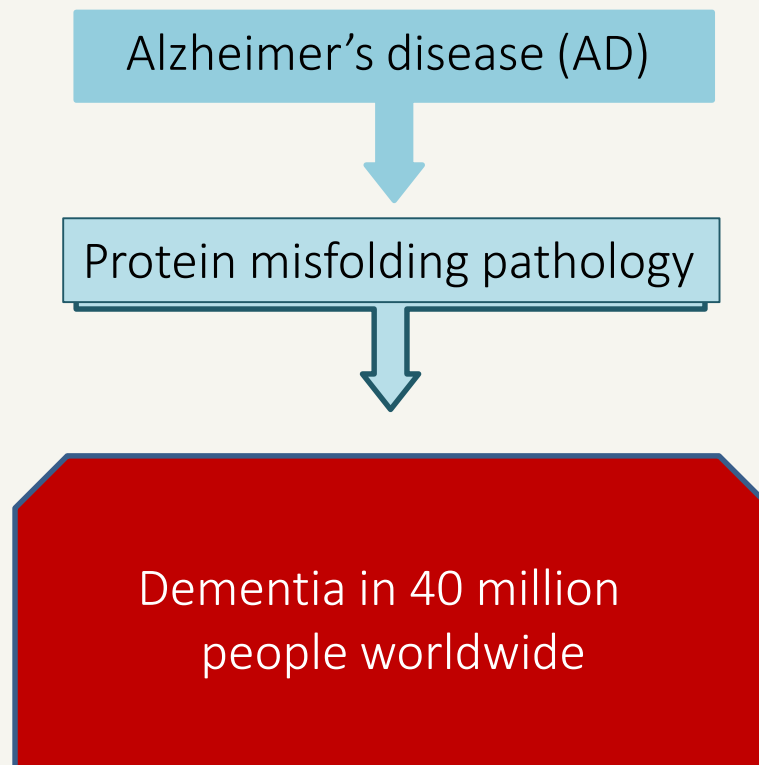 Alzheimer’s disease (AD)
Protein misfolding pathology
Dementia in 40 million
people worldwide